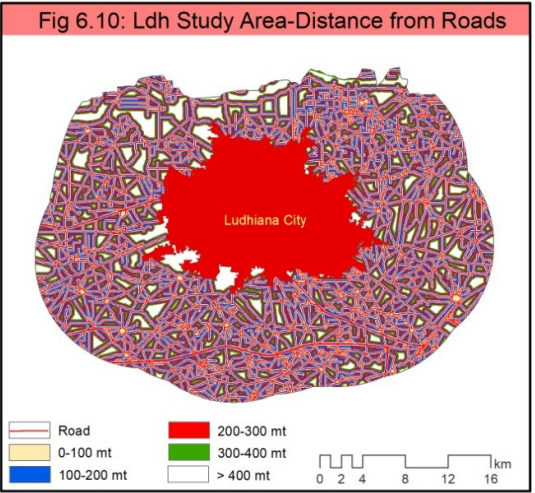 Fig 6.10: Ldh Study Area-Distance from Roads
Ludhiana City
Road
0-100 mt
100-200 mt
200-300 mt
300-400 mt
> 400 mt
km
0 2 4 8 12 16